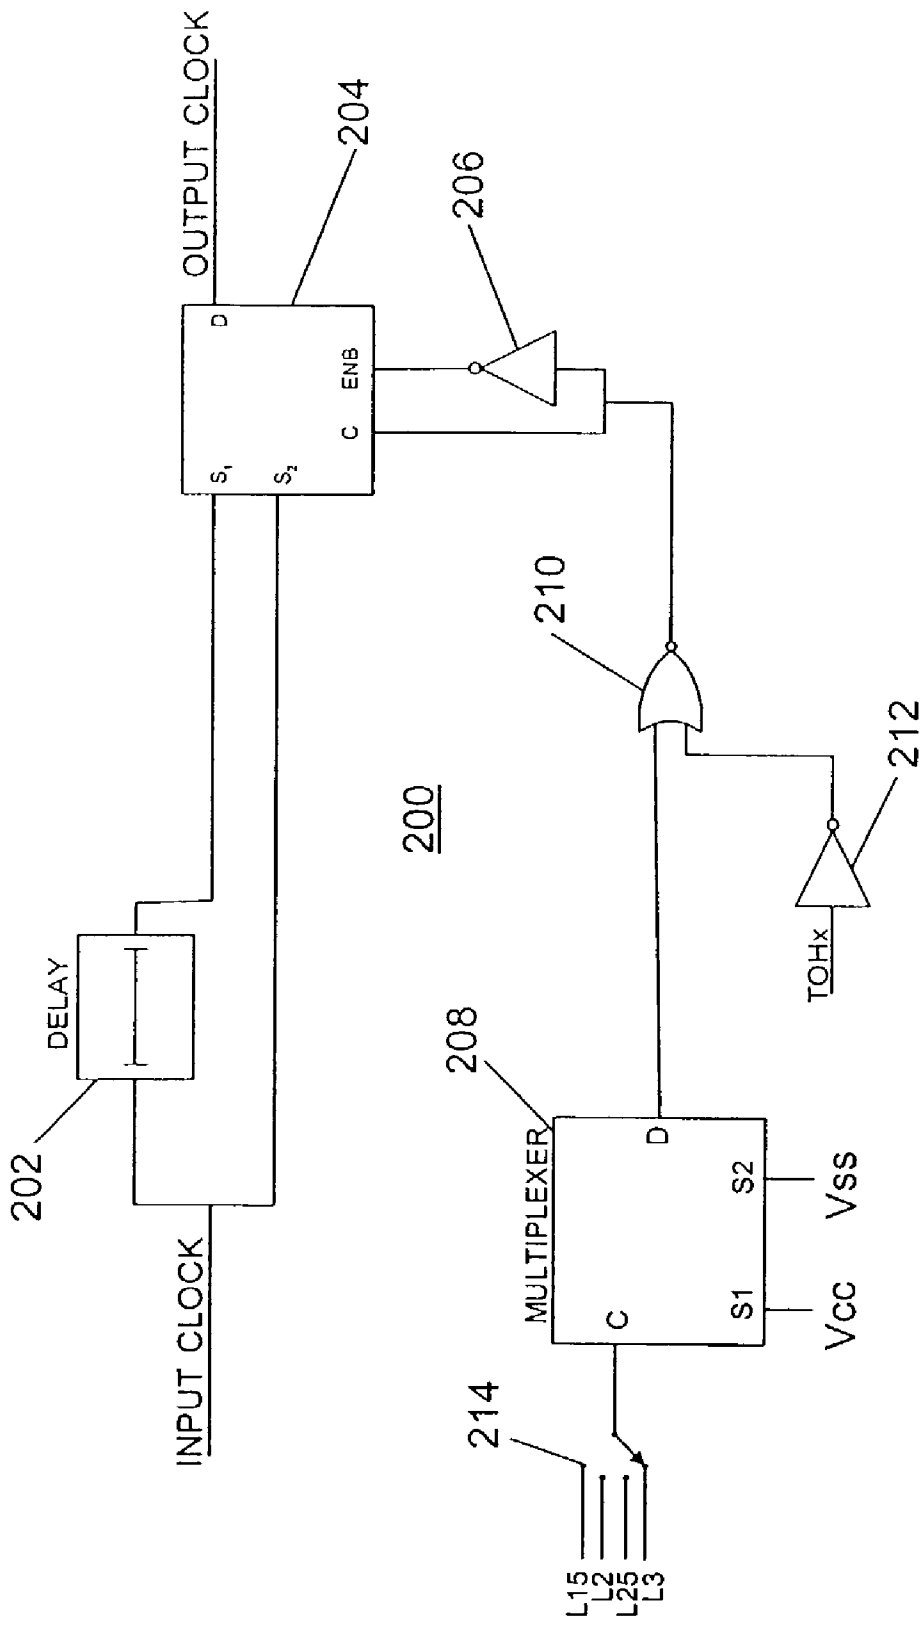 OUTPUT CLOCK
204
D
S₁
S₂
C
ENB
206
DELAY
202
INPUT CLOCK
200
210
212
TOHx
208
MULTIPLEXER
D
C
S1
S2
Vcc
Vss
214
L15
L2
L25
L3